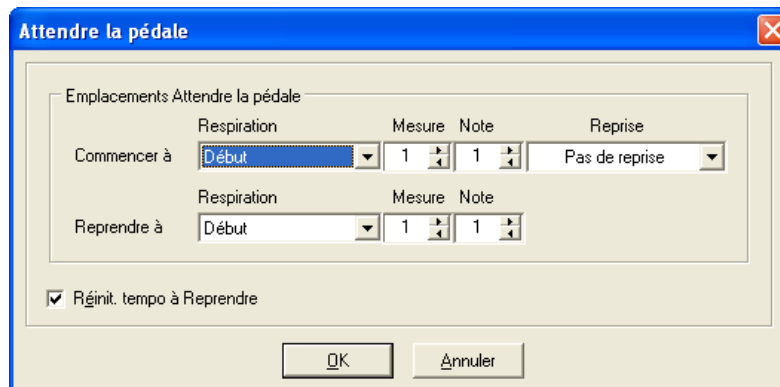 Attendre la pédale
Emplacements Attendre la pédale
Respiration Mesure Note Reprise
Commencer à Début 1 1 Pas de reprise
Respiration Mesure Note
Reprendre à Début 1 1
Réinit. tempo à Reprendre
OK Annuler